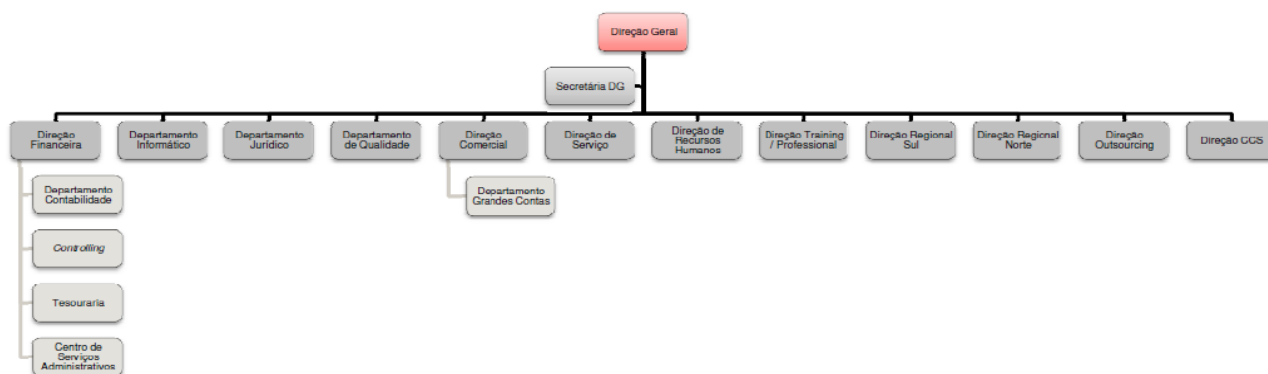 Direção Geral
Secretária DG
Direção
Financeira
Departamento
Informático
Departamento
Jurídico
Departamento
de Qualidade
Direção
Comercial
Direção de
Serviço
Direção de
Recursos
Humanos
Direção Training
/ Professional
Direção Regional
Sul
Direção Regional
Norte
Direção
Outsourcing
Direção CCS
Departamento
Contabilidade
Controlling
Tesouraria
Centro de
Serviços
Administrativos
Departamento
Grandes Contas